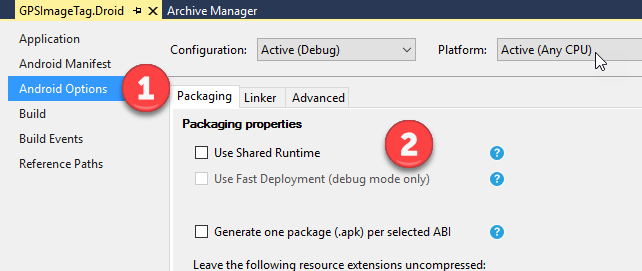 GPSImageTag.Droid Archive Manager
Application
Android Manifest
Android Options
Build
Build Events
Reference Paths
1
Configuration: Active (Debug) Platform: Active (Any CPU)
Packaging Linker Advanced
Packaging properties
2
Use Shared Runtime ?
Use Fast Deployment (debug mode only) ?
Generate one package (.apk) per selected ABI ?
Leave the following resource extensions uncompressed: